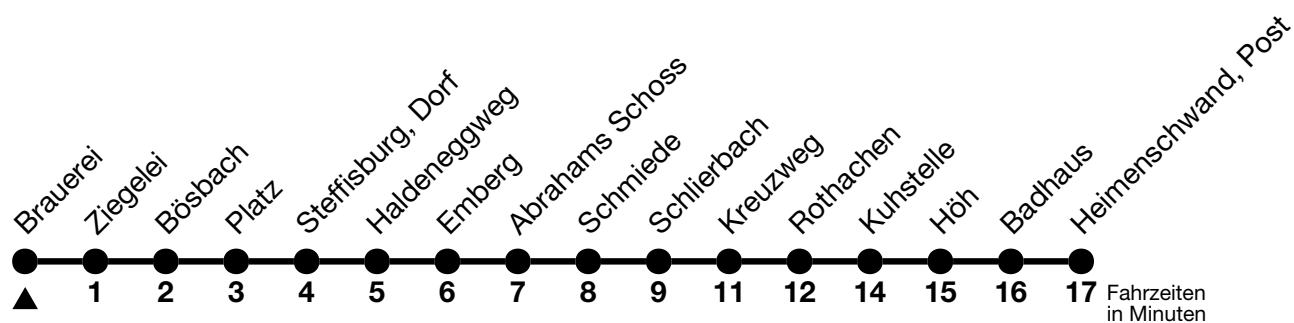 Brauerei
Ziegelei
Bösbach
Platz
Steffisburg, Dorf
Haldeneggweg
Emberg
Abrahams Schoss
Schmiede
Schlierbach
Kreuzweg
Rothachen
Kuhstelle
Höh
Badhaus
Heimenschwand, Post
1 2 3 4 5 6 7 8 9 11 12 14 15 16 17
Fahrzeiten
in Minuten